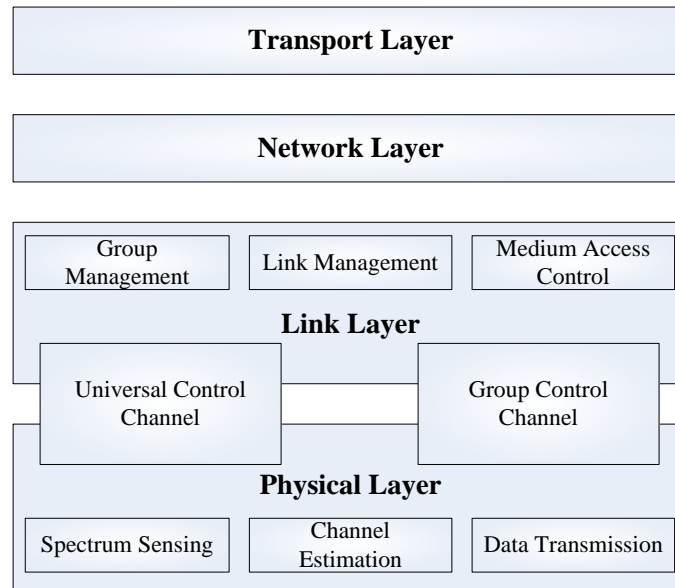 Transport Layer
Network Layer
Group
Management
Link Management
Medium Access
Control
Link Layer
Universal Control
Channel
Group Control
Channel
Physical Layer
Spectrum Sensing
Channel
Estimation
Data Transmission